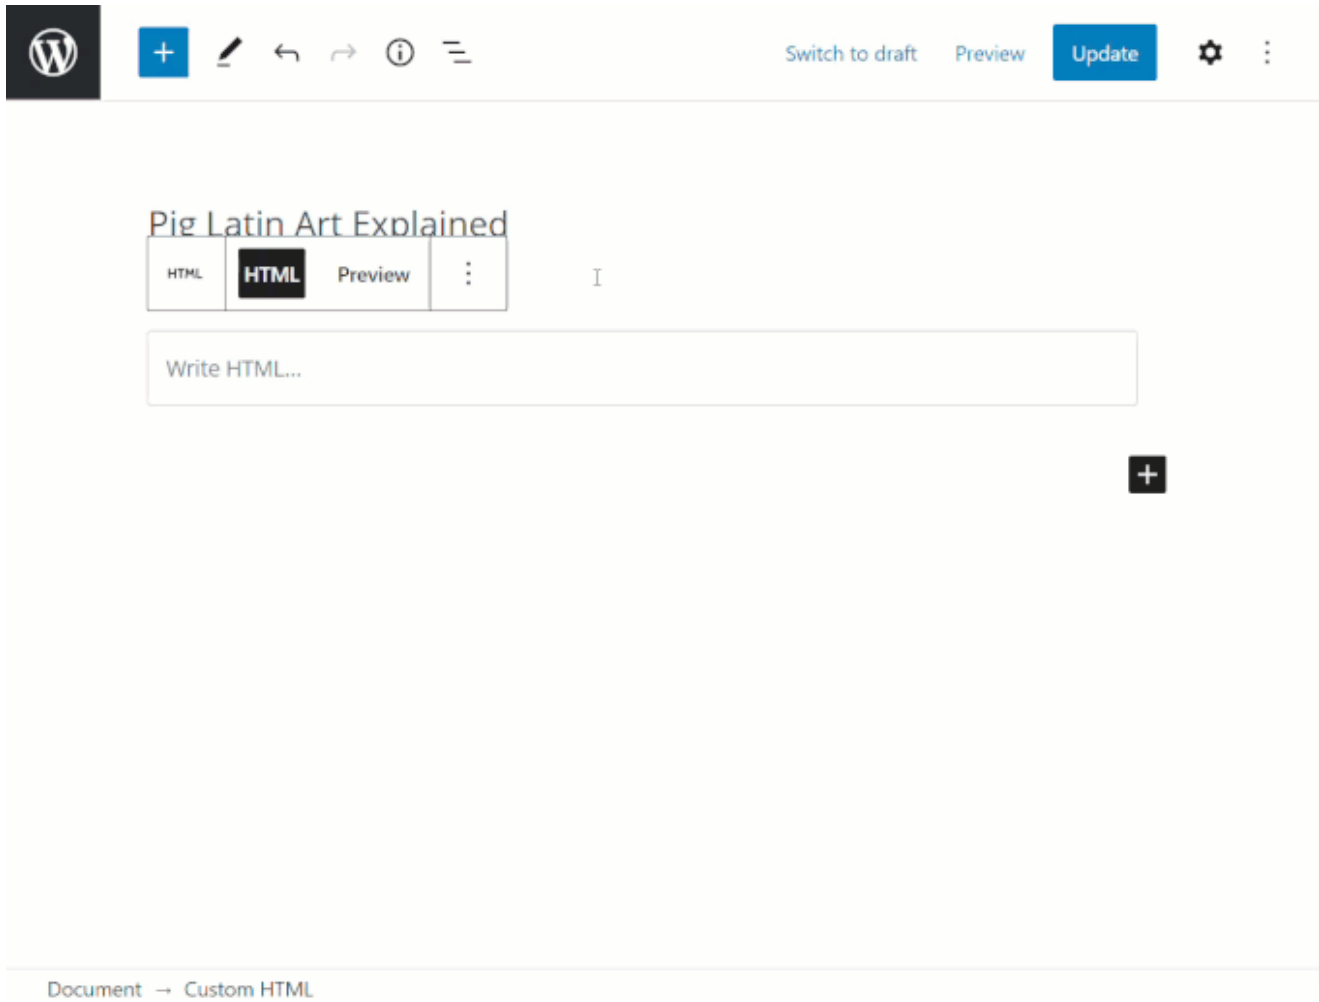 Switch to draft Preview Update
Pig Latin Art Explained
HTML HTML Preview
Write HTML...
Document → Custom HTML